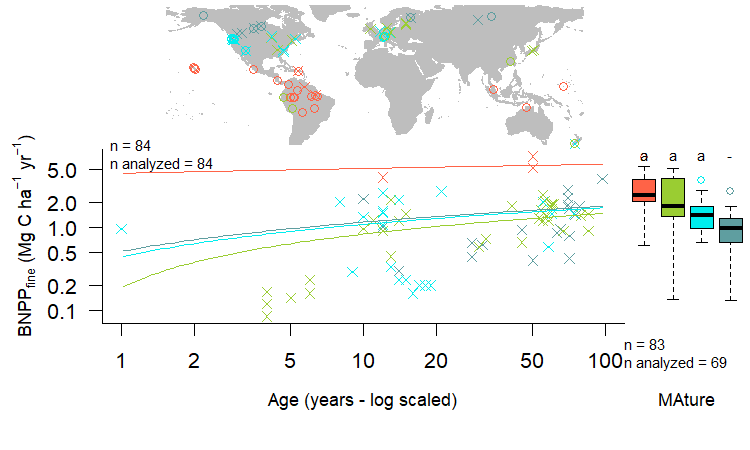 n = 84
n analyzed = 84
BNPPfine (Mg C ha−1 yr−1)
5.0
2.0
1.0
0.5
0.2
0.1
1 2 5 10 20 50 100
Age (years - log scaled)
a a a -
n = 83
n analyzed = 69
MAture